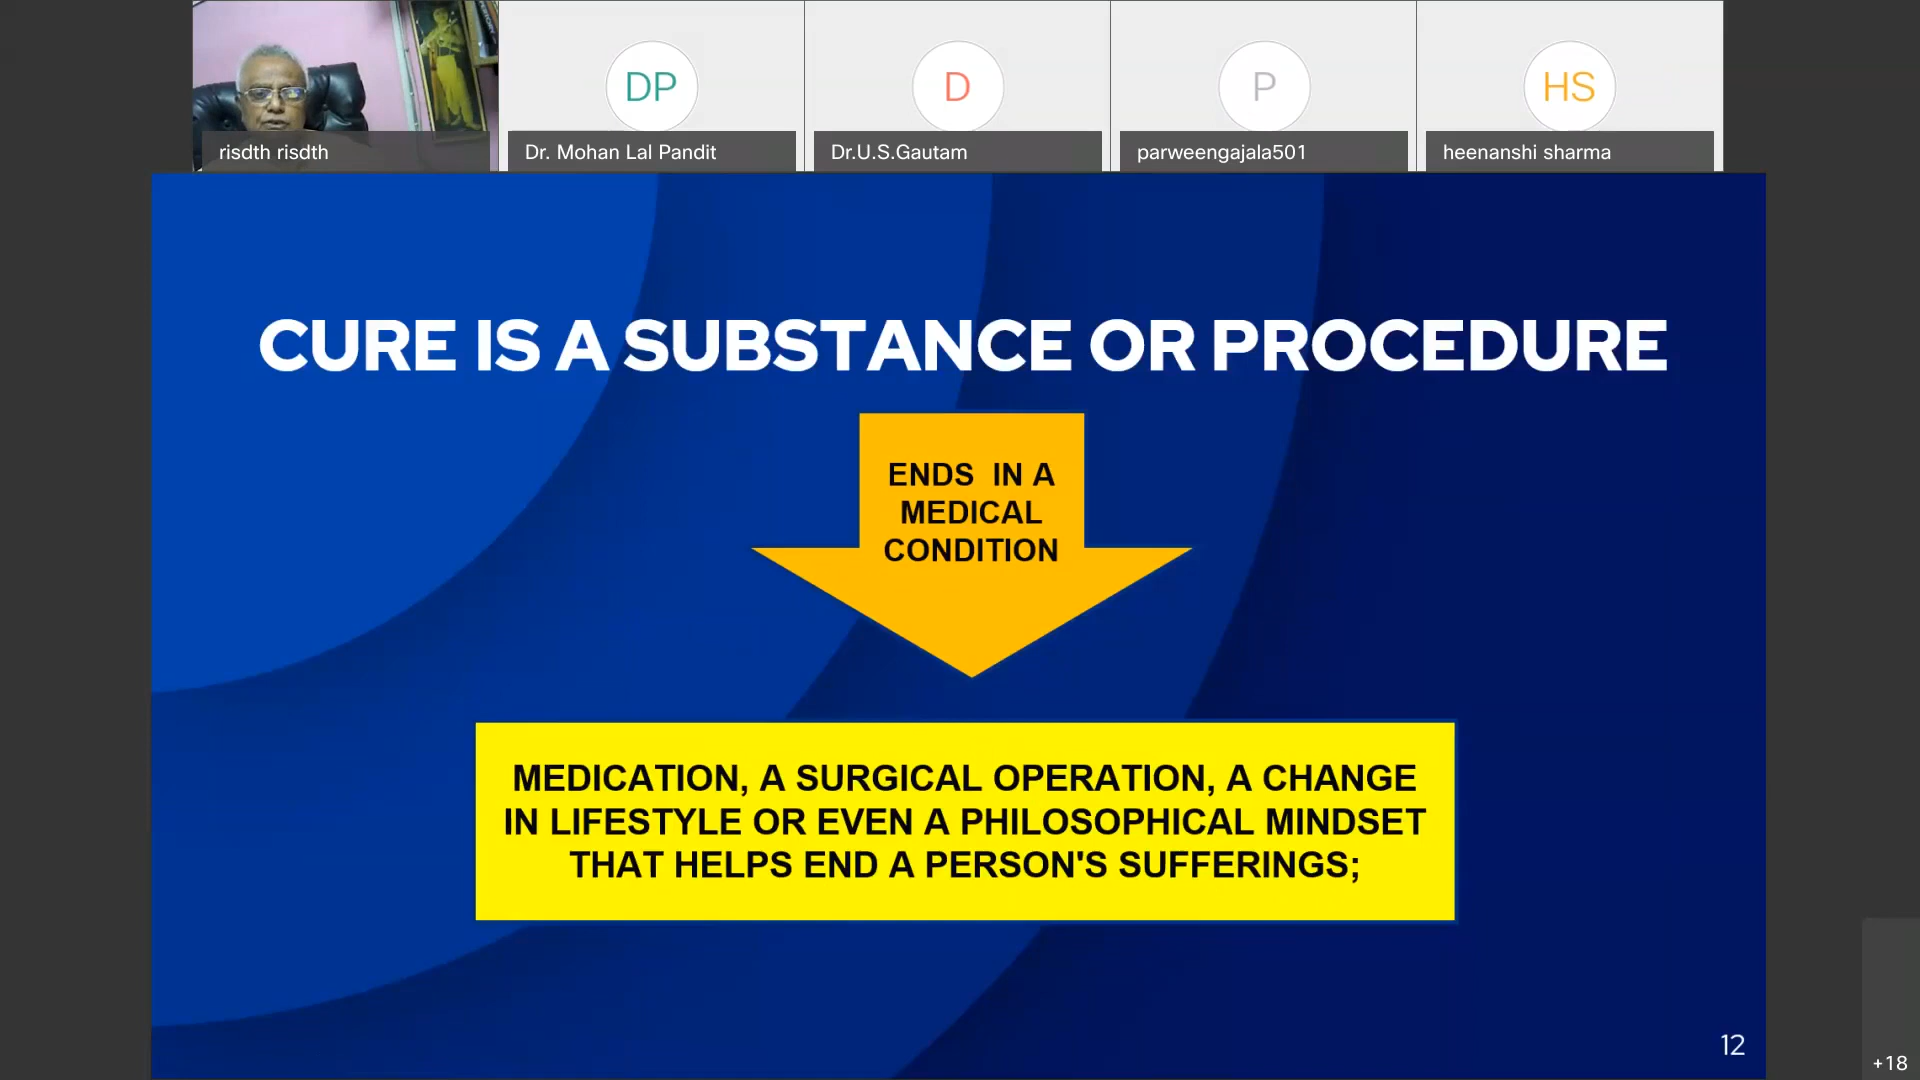 DP
D
P
HS
risdth risdth
Dr. Mohan Lal Pandit
Dr.U.S.Gautam
parweengajala501
heenanshi sharma
CURE IS A SUBSTANCE OR PROCEDURE
ENDS IN A
MEDICAL
CONDITION
MEDICATION, A SURGICAL OPERATION, A CHANGE
IN LIFESTYLE OR EVEN A PHILOSOPHICAL MINDSET
THAT HELPS END A PERSON'S SUFFERINGS;
12
+18